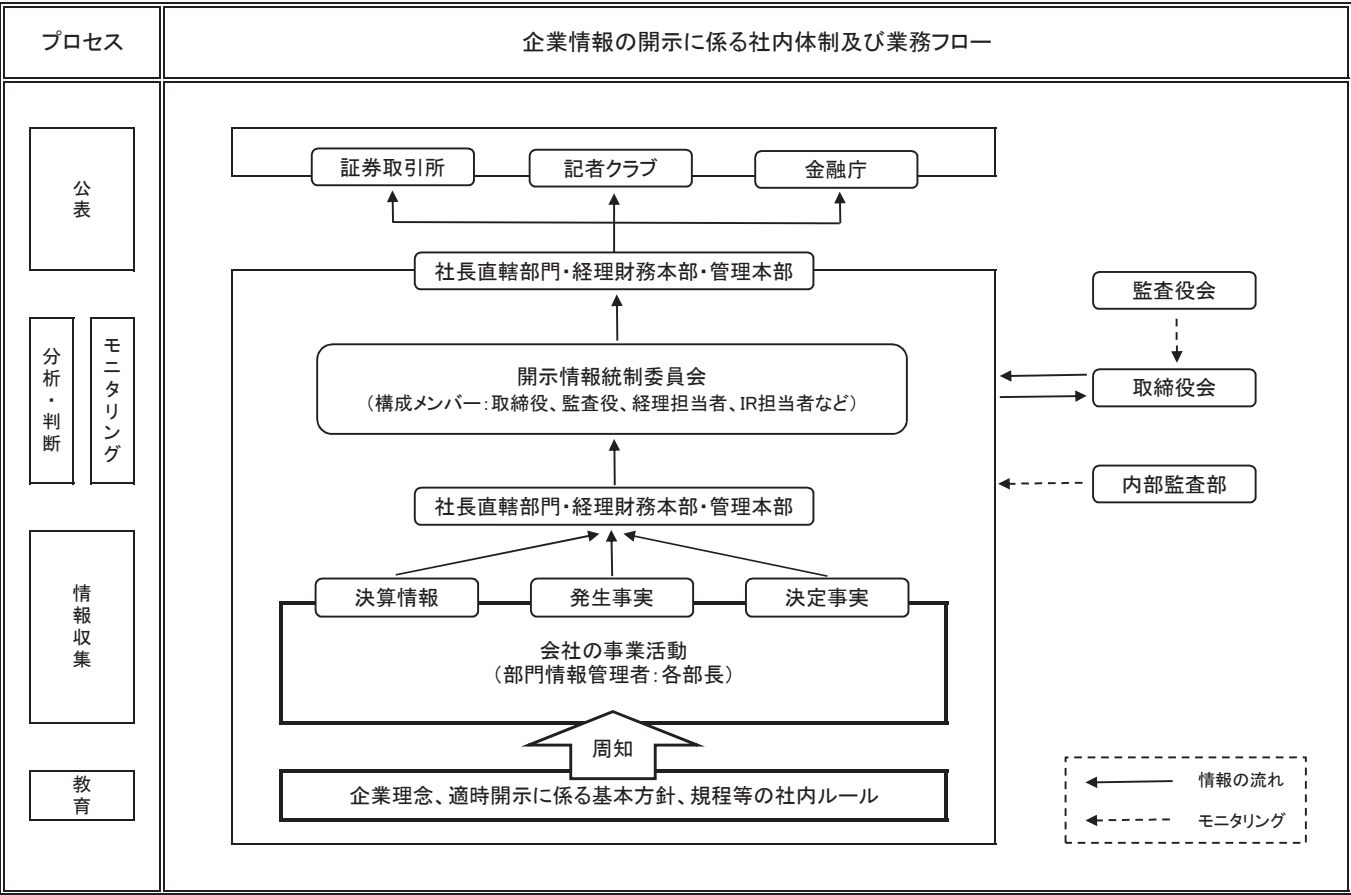 プロセス
企業情報の開示に係る社内体制及び業務フロー
公表
証券取引所
記者クラブ
金融庁
社長直轄部門・経理財務本部・管理本部
監査役会
分析・判断
モニタリング
開示情報統制委員会
（構成メンバー：取締役、監査役、経理担当者、IR担当者など）
取締役会
社長直轄部門・経理財務本部・管理本部
内部監査部
情報収集
決算情報
発生事実
決定事実
会社の事業活動
（部門情報管理者：各部長）
周知
教育
企業理念、適時開示に係る基本方針、規程等の社内ルール
情報の流れ
モニタリング